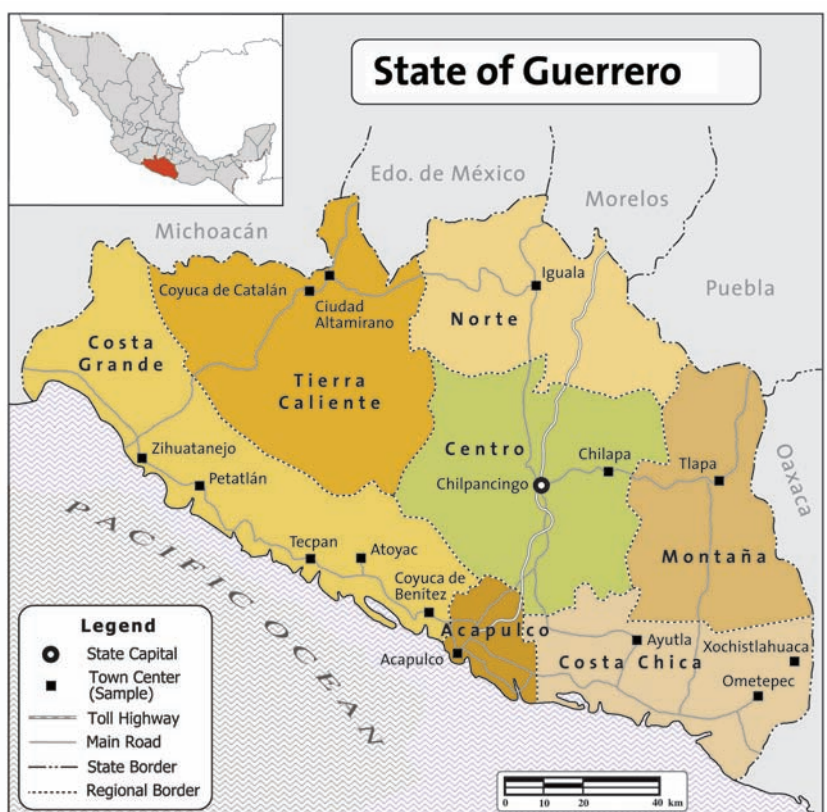 State of Guerrero
Edo. de México
Morelos
Michoacán
Puebla
Oaxaca
Coyuca de Catalán
Ciudad
Altamirano
Iguala
Norte
Costa
Grande
Tierra
Caliente
Centro
Chilapa
Chilpancingo
Tlapa
Montaña
Zihuatanejo
Petatlán
Tecpan
Atoyac
Coyuca de
Benitez
Acapulco
Acapulco
Ayutla
Xochistlahuaca
Costa Chica
Ometepec
PACIFIC OCEAN
Legend
State Capital
Town Center
(Sample)
Toll Highway
Main Road
State Border
Regional Border
0 10 20 40 km